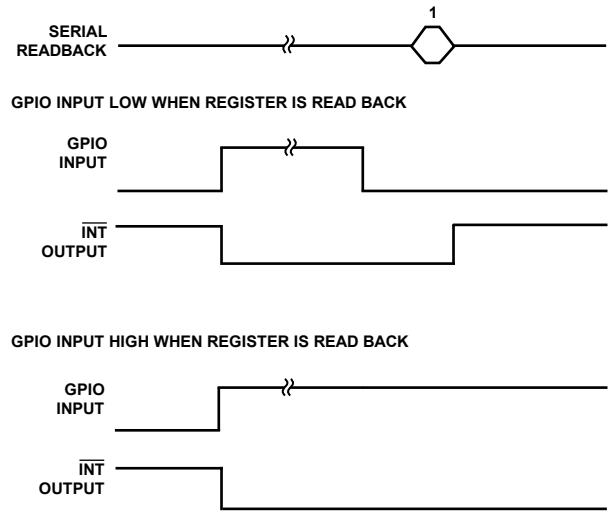 1
SERIAL
READBACK
GPIO INPUT LOW WHEN REGISTER IS READ BACK
GPIO
INPUT
INT
OUTPUT
GPIO INPUT HIGH WHEN REGISTER IS READ BACK
GPIO
INPUT
INT
OUTPUT